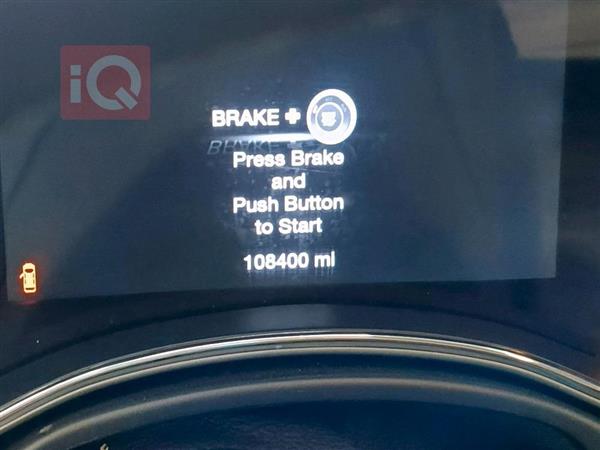 iQ
BRAKE +
Press Brake
and
Push Button
to Start
108400 mi